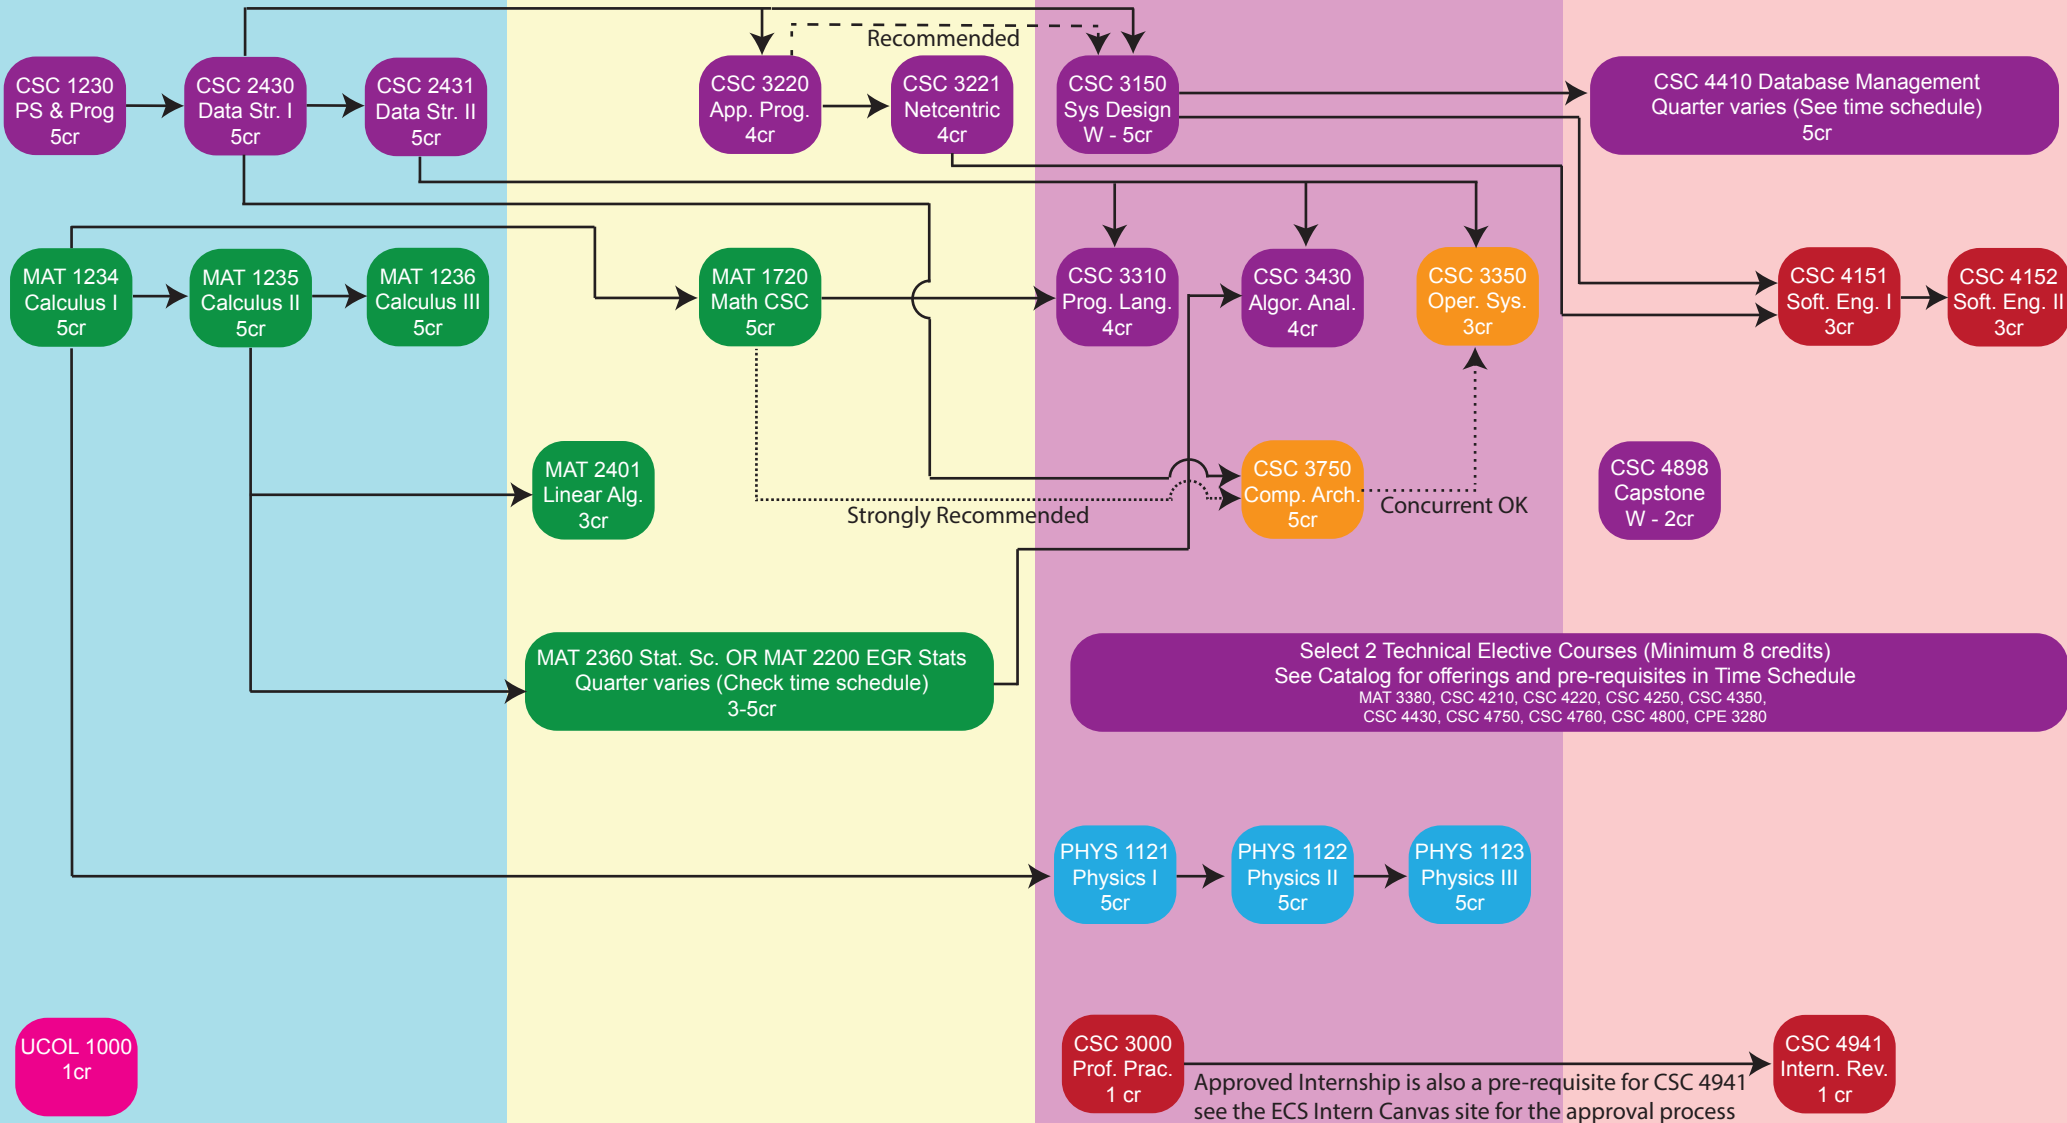 Recommended
CSC 1230
PS & Prog
5cr
CSC 2430
Data Str. I
5cr
CSC 2431
Data Str. II
5cr
CSC 3220
App. Prog.
4cr
CSC 3221
Netcentric
4cr
CSC 3150
Sys Design
W - 5cr
CSC 4410 Database Management
Quarter varies (See time schedule)
5cr
MAT 1234
Calculus I
5cr
MAT 1235
Calculus II
5cr
MAT 1236
Calculus III
5cr
MAT 1720
Math CSC
5cr
CSC 3310
Prog. Lang.
4cr
CSC 3430
Algor. Anal.
4cr
CSC 3350
Oper. Sys.
3cr
CSC 4151
Soft. Eng. I
3cr
CSC 4152
Soft. Eng. II
3cr
MAT 2401
Linear Alg.
3cr
Strongly Recommended
CSC 3750
Comp. Arch.
5cr
Concurrent OK
CSC 4898
Capstone
W - 2cr
MAT 2360 Stat. Sc. OR MAT 2200 EGR Stats
Quarter varies (Check time schedule)
3-5cr
Select 2 Technical Elective Courses (Minimum 8 credits)
See Catalog for offerings and pre-requisites in Time Schedule
MAT 3380, CSC 4210, CSC 4220, CSC 4250, CSC 4350,
CSC 4430, CSC 4750, CSC 4760, CSC 4800, CPE 3280
PHYS 1121
Physics I
5cr
PHYS 1122
Physics II
5cr
PHYS 1123
Physics III
5cr
UCOL 1000
1cr
CSC 3000
Prof. Prac.
1 cr
Approved Internship is also a pre-requisite for CSC 4941
see the ECS Intern Canvas site for the approval process
CSC 4941
Intern. Rev.
1 cr